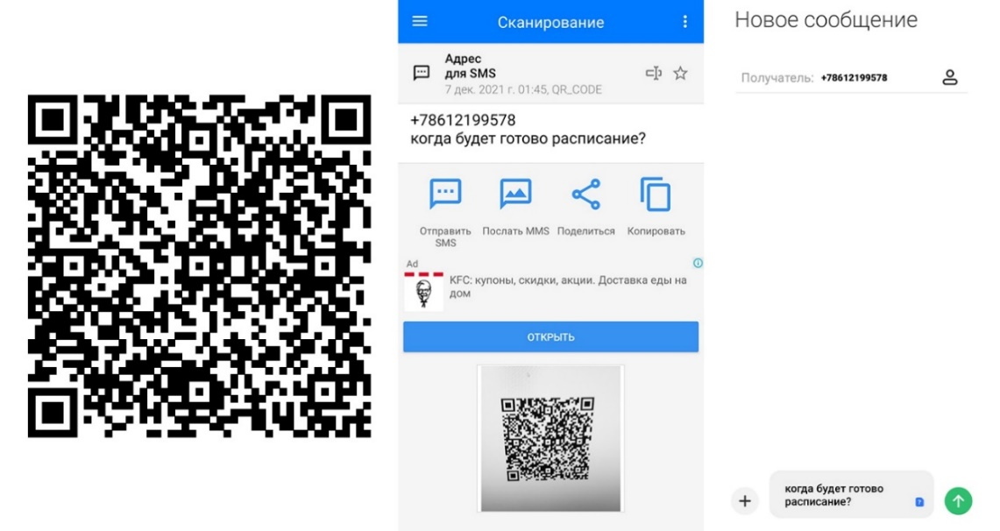 Сканирование
Адрес
для SMS
7 дек. 2021 г. 01:45, QR_CODE
+78612199578
когда будет готово расписание?
Отправить
SMS
Послать MMS
Поделиться
Копировать
Ad
KFC: купоны, скидки, акции. Доставка еды на
дом
ОТКРЫТЬ
Новое сообщение
Получатель: +78612199578
когда будет готово
расписание?